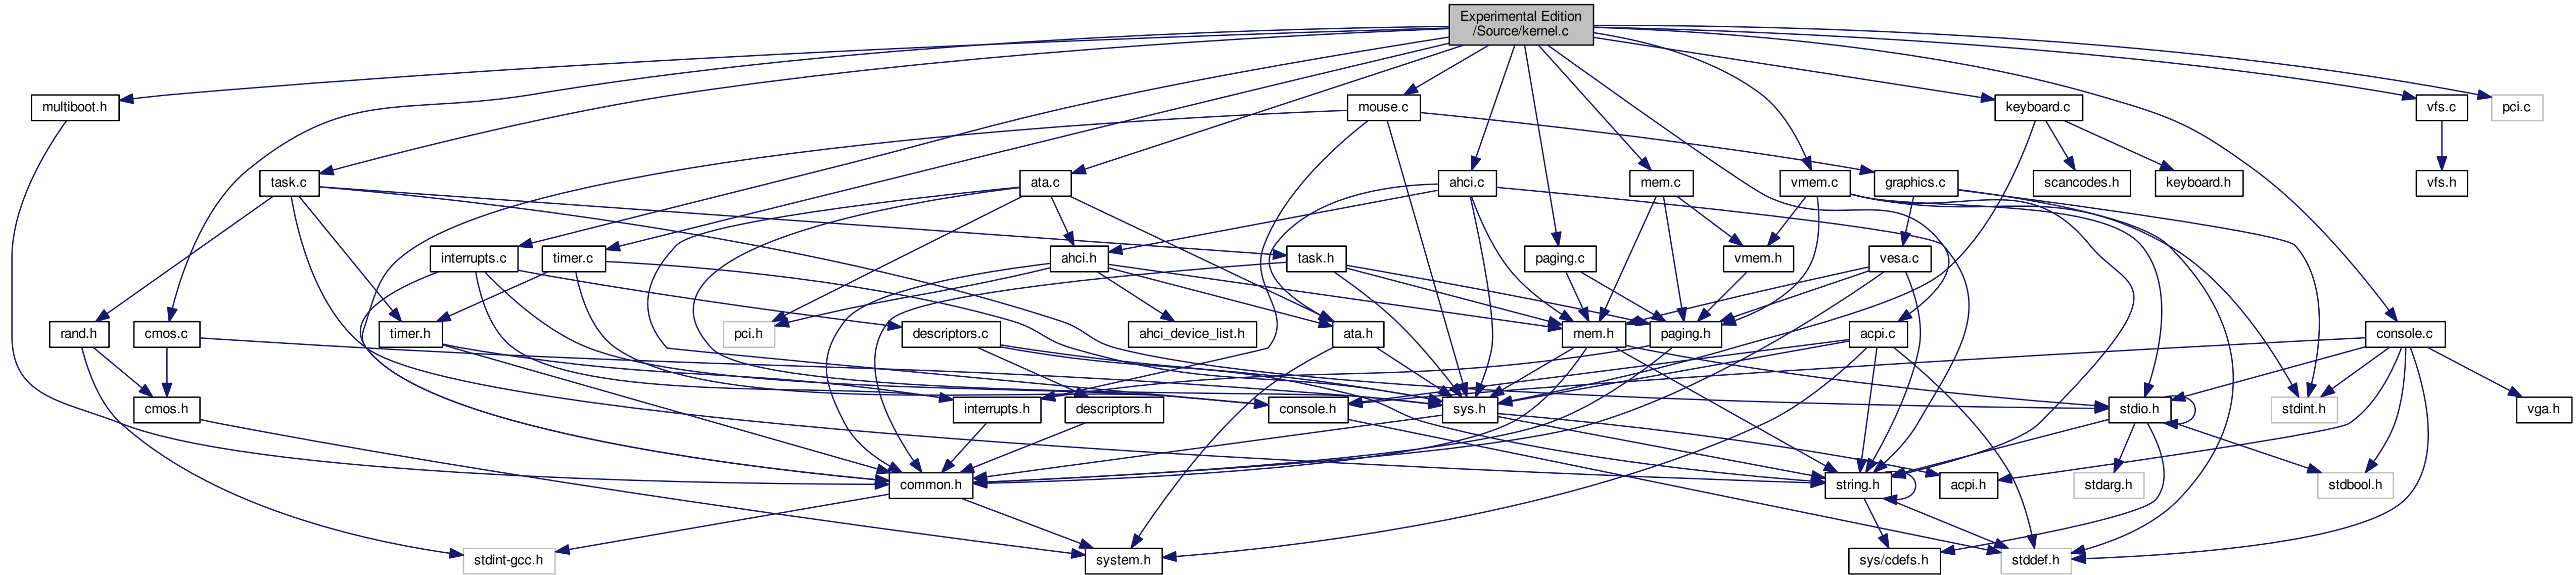 Experimental Edition
/Source/kernel.c
multiboot.h
mouse.c
keyboard.c
vfs.c
pci.c
task.c
ata.c
ahci.c
mem.c
vmem.c
graphics.c
scancodes.h
keyboard.h
vfs.h
interrupts.c
timer.c
ahci.h
task.h
paging.c
vmem.h
vesa.c
rand.h
cmos.c
timer.h
pci.h
descriptors.c
ahci_device_list.h
ata.h
mem.h
paging.h
acpi.c
console.c
cmos.h
interrupts.h
descriptors.h
console.h
sys.h
stdio.h
stdint.h
vga.h
common.h
string.h
acpi.h
stdarg.h
stdbool.h
stdint-gcc.h
system.h
sys/cdefs.h
stddef.h